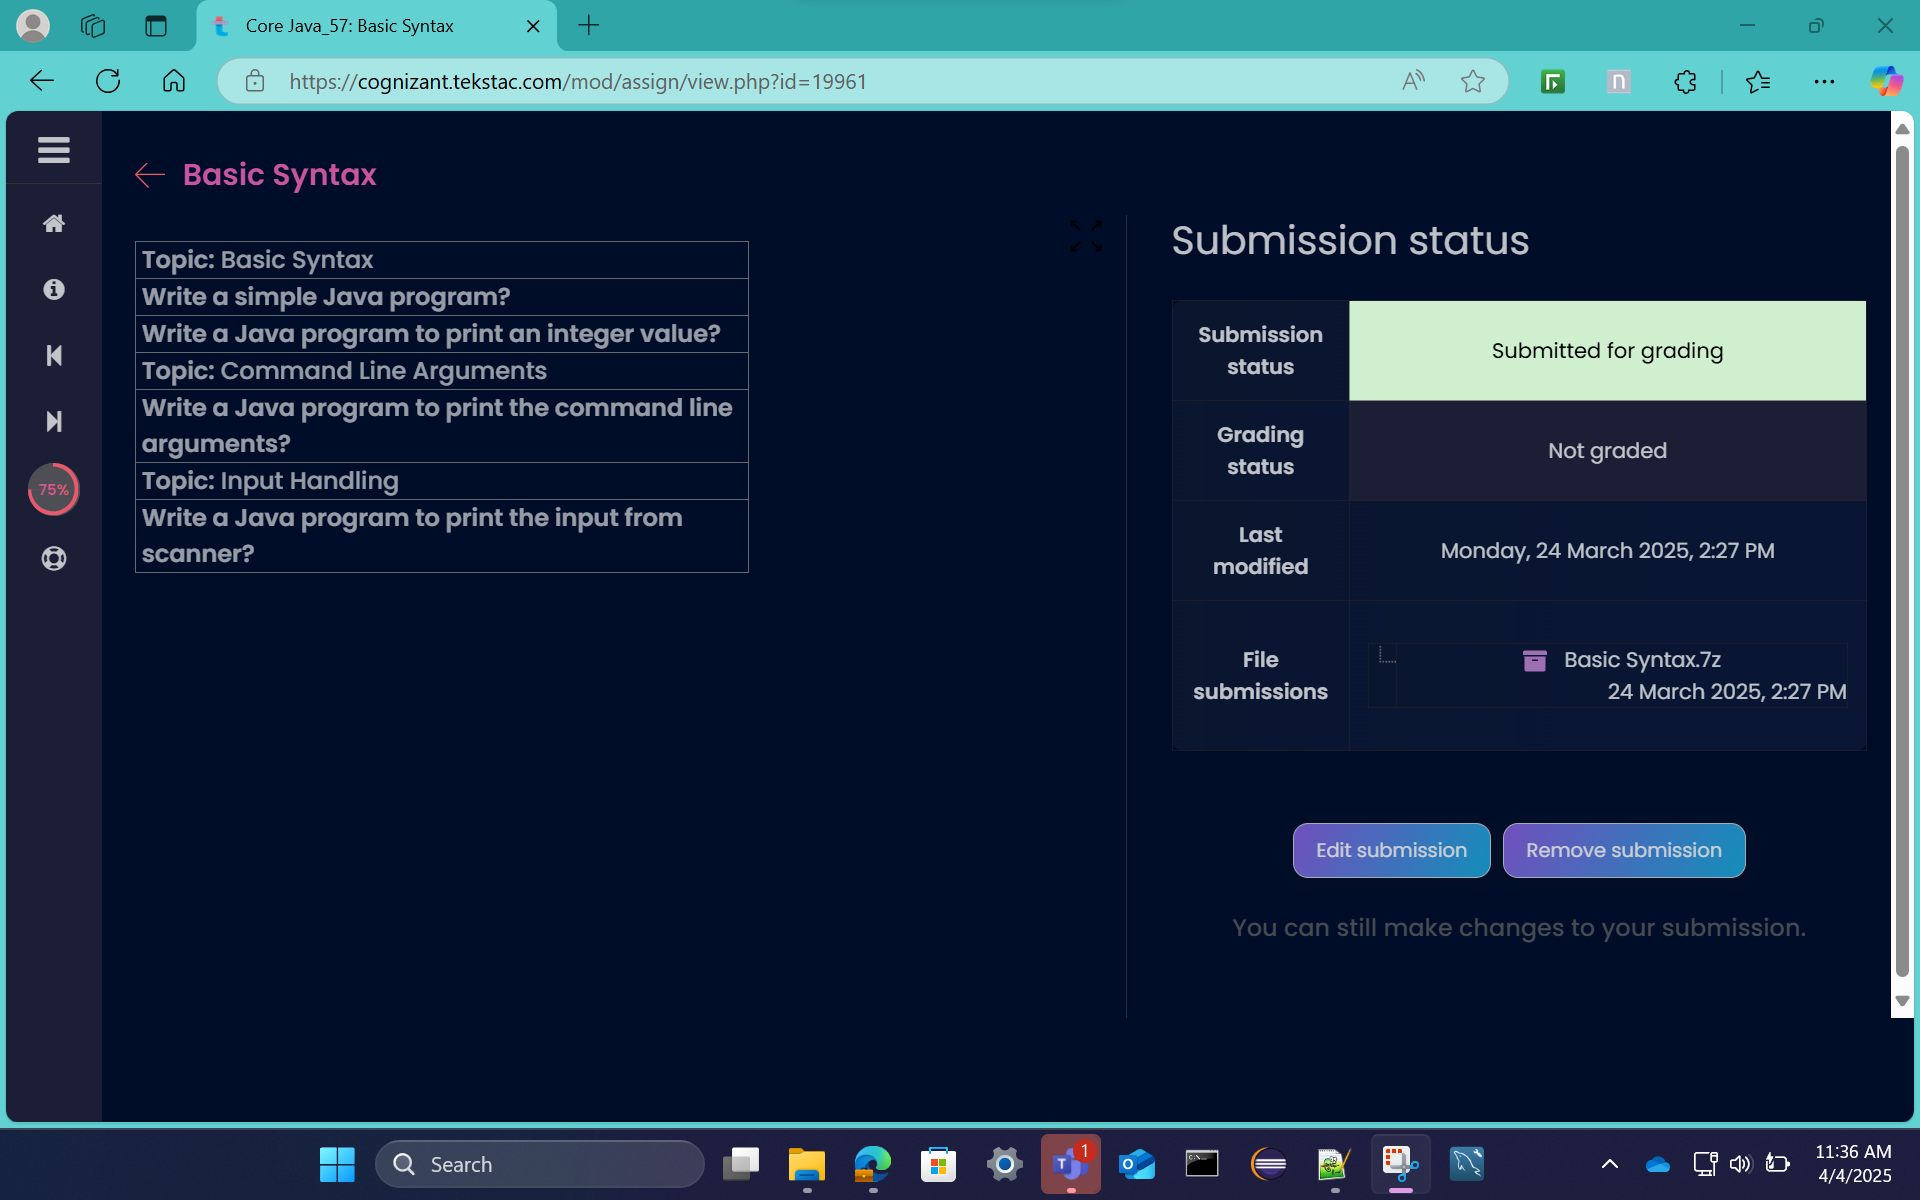 Core Java_57: Basic Syntax
https://cognizant.tekstac.com/mod/assign/view.php?id=19961
Basic Syntax
Topic: Basic Syntax
Write a simple Java program?
Write a Java program to print an integer value?
Topic: Command Line Arguments
Write a Java program to print the command line
arguments?
Topic: Input Handling
Write a Java program to print the input from
scanner?
75%
Submission status
Submission
status
Submitted for grading
Grading
status
Not graded
Last
modified
Monday, 24 March 2025, 2:27 PM
File
submissions
Basic Syntax.7z
24 March 2025, 2:27 PM
Edit submission
Remove submission
You can still make changes to your submission.
Search
1
11:36 AM
4/4/2025